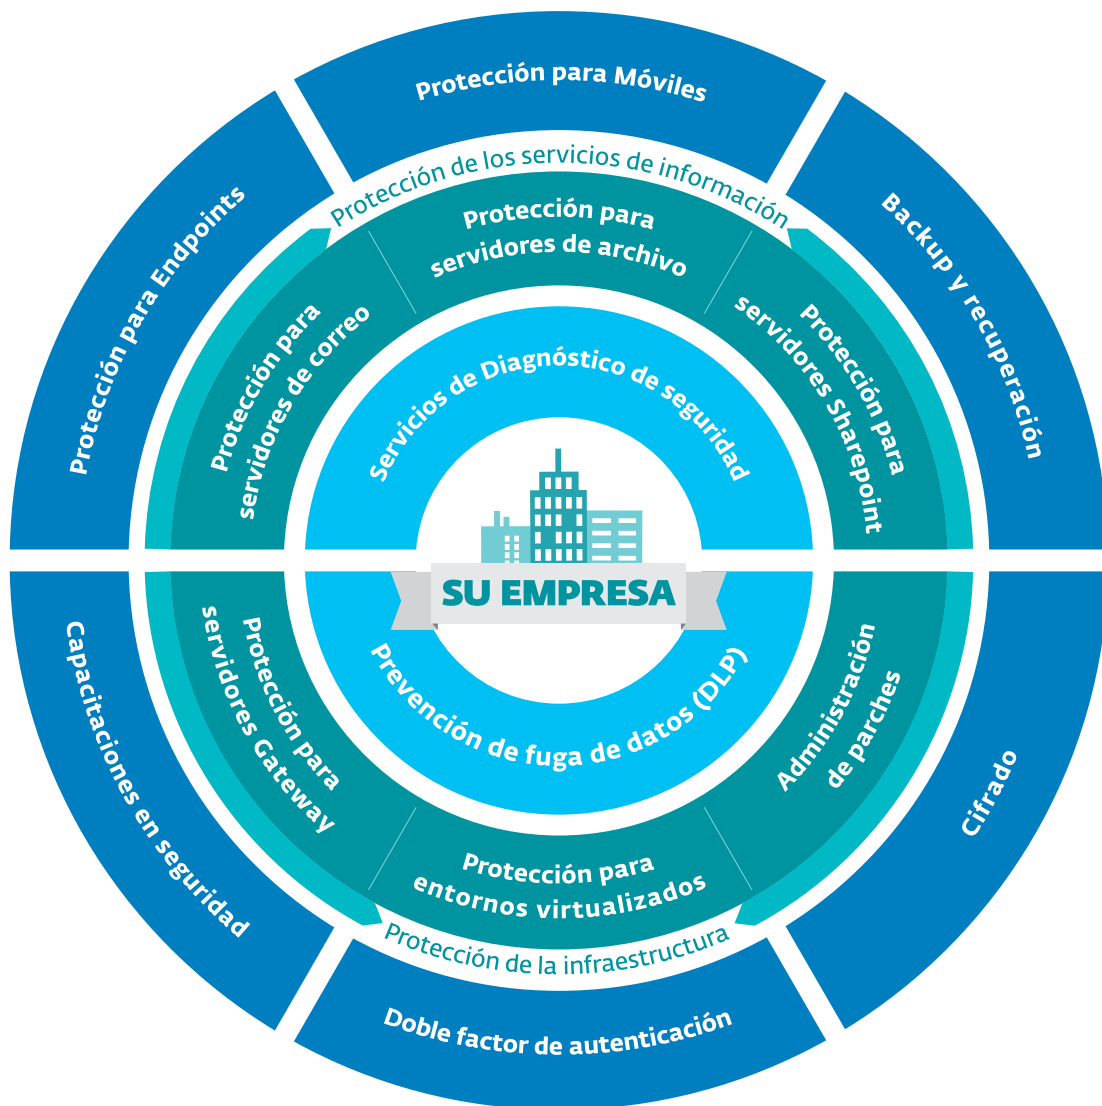 Protección para Móviles
Protección para Endpoints
Backup y recuperación
Protección de los servicios de información
Protección para
servidores de archivo
Protección para
servidores de correo
Protección para
servidores Sharepoint
Servicios de Diagnóstico de seguridad
SU EMPRESA
Prevención de fuga de datos (DLP)
Protección para
servidores Gateway
Administración
de parches
Protección para
entornos virtualizados
Protección de la infraestructura
Capacitaciones en seguridad
Cifrado
Doble factor de autenticación